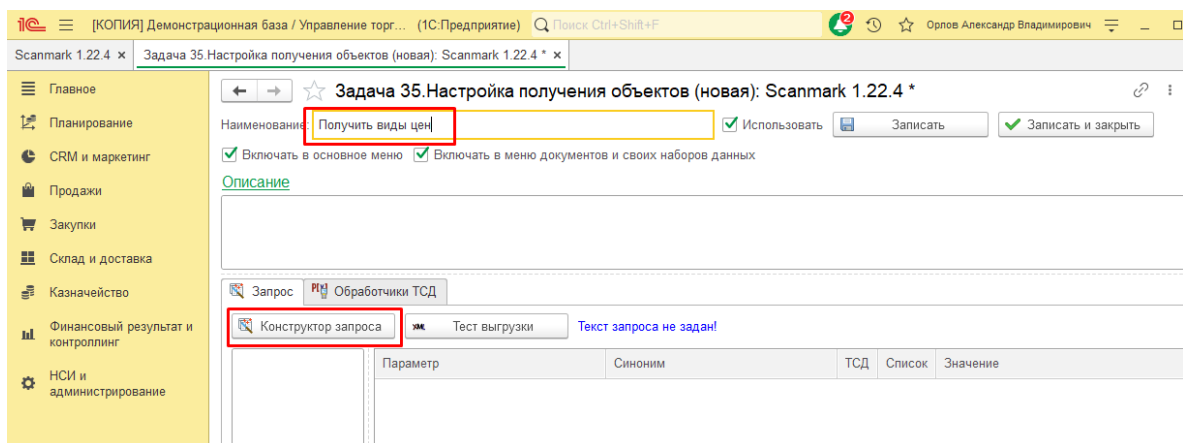 1С [КОПИЯ] Демонстрационная база / Управление торг... (1С:Предприятие) Поиск Ctrl+Shift+F 2 Орлов Александр Владимирович
Scanmark 1.22.4 × Задача 35.Настройка получения объектов (новая): Scanmark 1.22.4 * ×
Главное
Планирование
CRM и маркетинг
Продажи
Закупки
Склад и доставка
Казначейство
Финансовый результат и
контроллинг
НСИ и
администрирование
Задача 35.Настройка получения объектов (новая): Scanmark 1.22.4 *
Наименование: Получить виды цен Использовать Записать Записать и закрыть
Включать в основное меню Включать в меню документов и своих наборов данных
Описание
Запрос Обработчики ТСД
Конструктор запроса XML Тест выгрузки Текст запроса не задан!
Параметр Синоним ТСД Список Значение